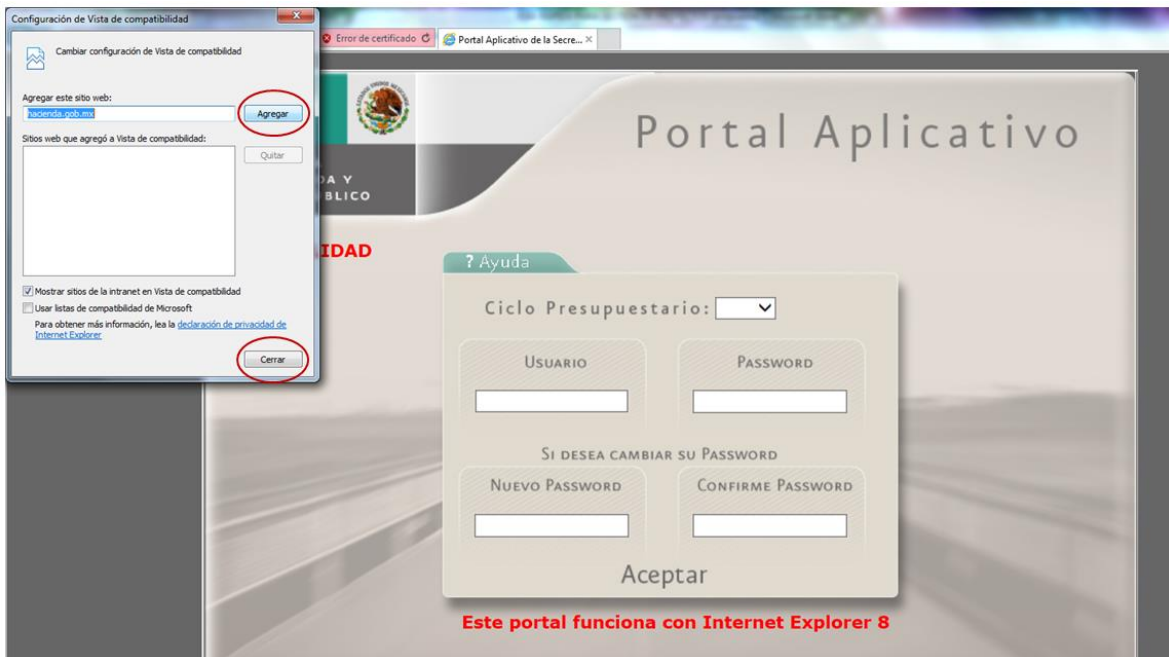 Configuración de Vista de compatibilidad
Cambiar configuración de Vista de compatibilidad
Agregar este sitio web:
hacienda.gob.mx
Agregar
Sitios web que agregó a Vista de compatibilidad:
Quitar
Mostrar sitios de la intranet en Vista de compatibilidad
Usar listas de compatibilidad de Microsoft
Para obtener más información, lea la declaración de privacidad de
Internet Explorer
Cerrar
Error de certificado
Portal Aplicativo de la Secre...
DA Y
BLICO
IDAD
Portal Aplicativo
? Ayuda
Ciclo Presupuestario:
Usuario
Password
Si desea cambiar su Password
Nuevo Password
Confirme Password
Aceptar
Este portal funciona con Internet Explorer 8